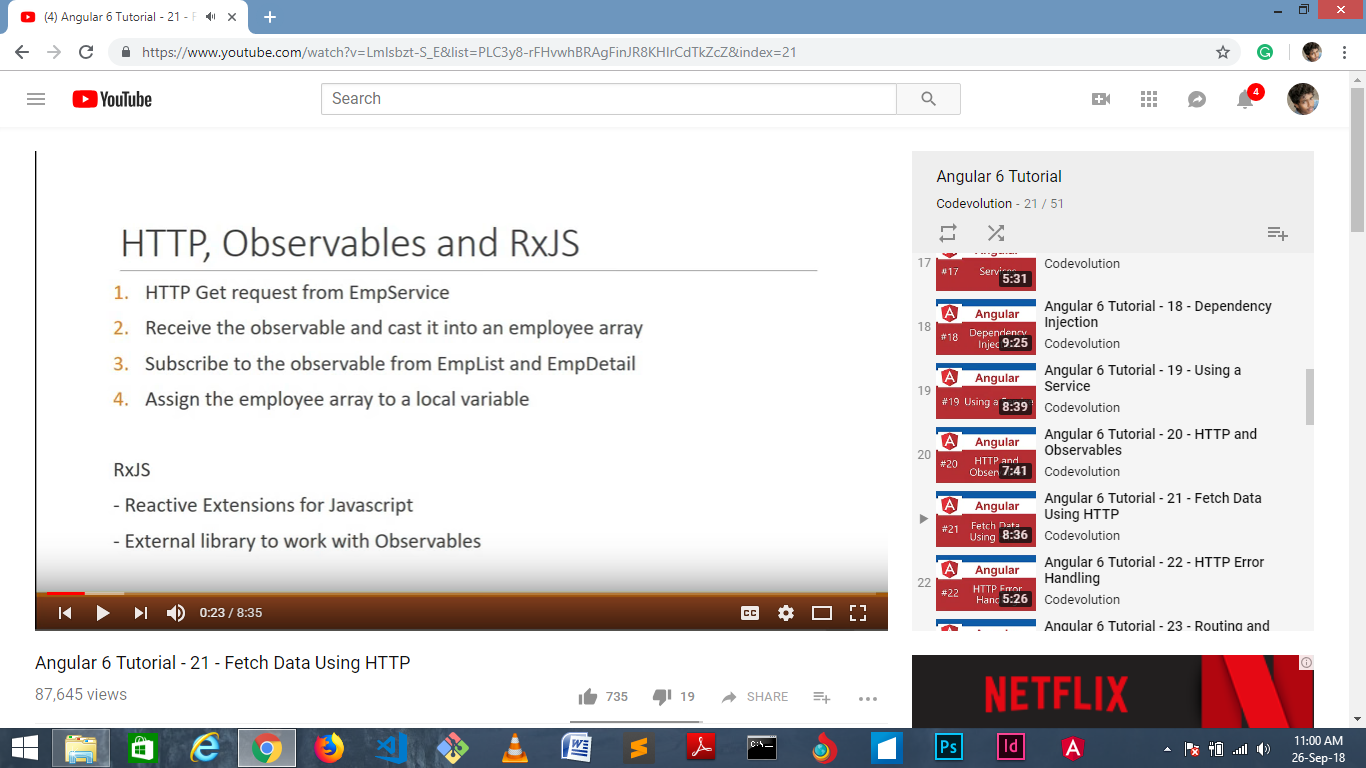 (4) Angular 6 Tutorial - 21 - F
https://www.youtube.com/watch?v=LmIsbzt-S_E&list=PLC3y8-rFHvwhBRAgFinJR8KHIrCdTkZcZ&index=21
YouTube
Search
4
HTTP, Observables and RxJS
1. HTTP Get request from EmpService
2. Receive the observable and cast it into an employee array
3. Subscribe to the observable from EmpList and EmpDetail
4. Assign the employee array to a local variable
RxJS
- Reactive Extensions for Javascript
- External library to work with Observables
0:23 / 8:35
CC
Angular 6 Tutorial - 21 - Fetch Data Using HTTP
87,645 views
735
19
SHARE
Angular 6 Tutorial
Codevolution - 21 / 51
17
Angular
#17
5:31
Codevolution
18
Angular
#18
Dependency
9:25
Angular 6 Tutorial - 18 - Dependency
Injection
Codevolution
19
Angular
#19 Using a
8:39
Angular 6 Tutorial - 19 - Using a
Service
Codevolution
20
Angular
#20
HTTP and
7:41
Angular 6 Tutorial - 20 - HTTP and
Observables
Codevolution
Angular
#21
Fetch Data
Using
8:36
Angular 6 Tutorial - 21 - Fetch Data
Using HTTP
Codevolution
22
Angular
#22
HTTP Error
5:26
Angular 6 Tutorial - 22 - HTTP Error
Handling
Codevolution
Angular 6 Tutorial - 23 - Routing and
NETFLIX
Ps
Id
11:00 AM
26-Sep-18